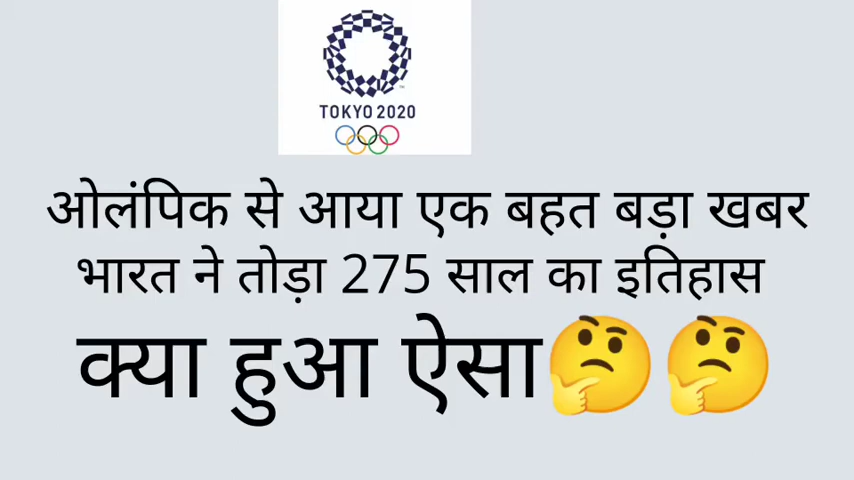 TOKYO 2020
ओलंपिक से आया एक बहत बड़ा खबर
भारत ने तोड़ा 275 साल का इतिहास
क्या हुआ ऐसा🤔🤔